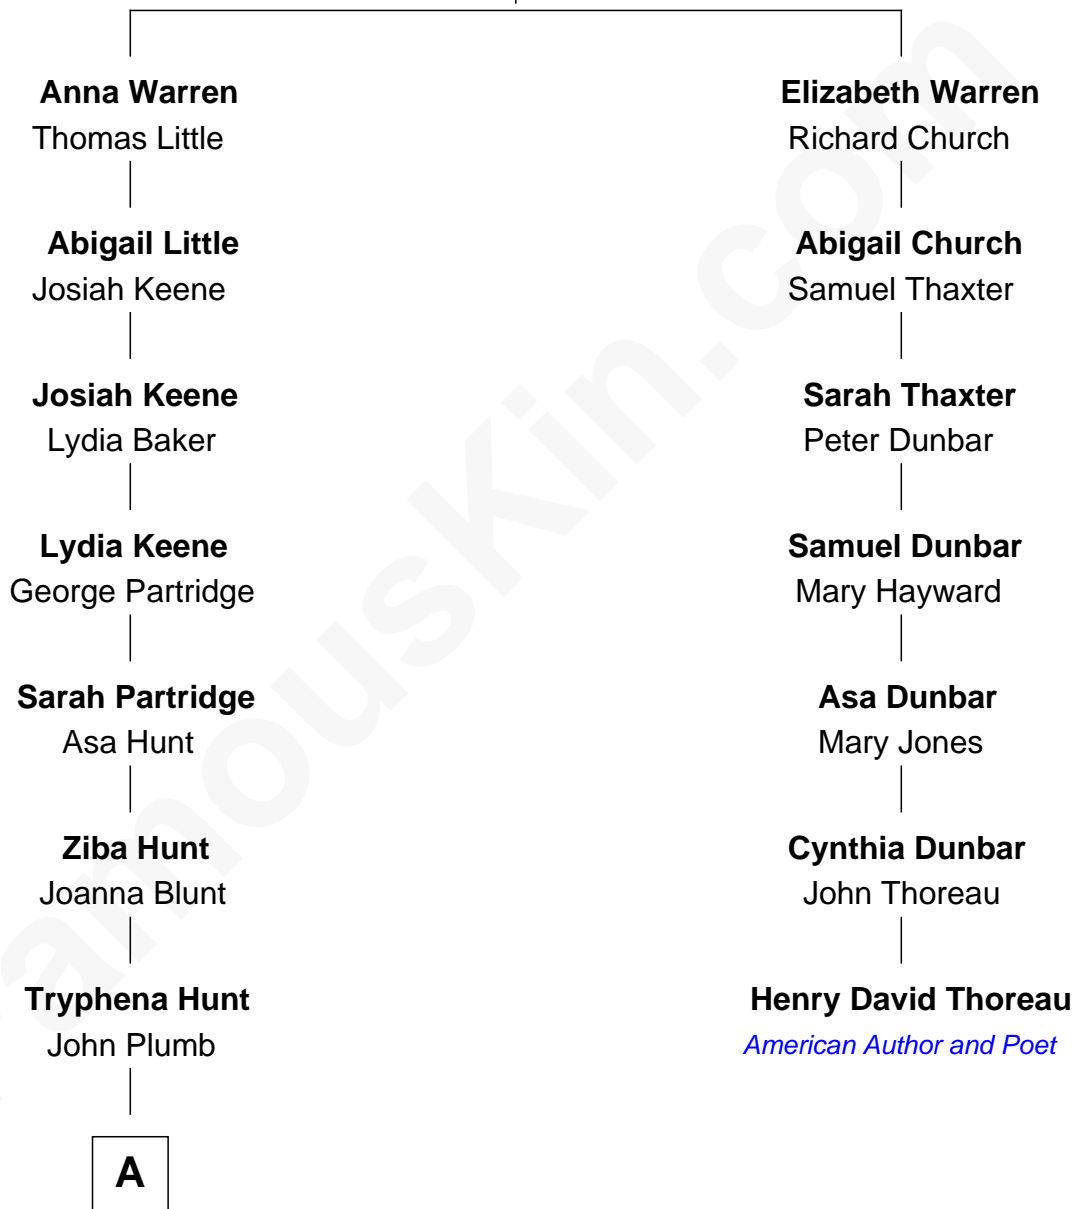 Anna Warren
Thomas Little
Elizabeth Warren
Richard Church
Abigail Little
Josiah Keene
Abigail Church
Samuel Thaxter
Josiah Keene
Lydia Baker
Sarah Thaxter
Peter Dunbar
Lydia Keene
George Partridge
Samuel Dunbar
Mary Hayward
Sarah Partridge
Asa Hunt
Asa Dunbar
Mary Jones
Ziba Hunt
Joanna Blunt
Cynthia Dunbar
John Thoreau
Tryphena Hunt
John Plumb
Henry David Thoreau
American Author and Poet
A
amouskin.com